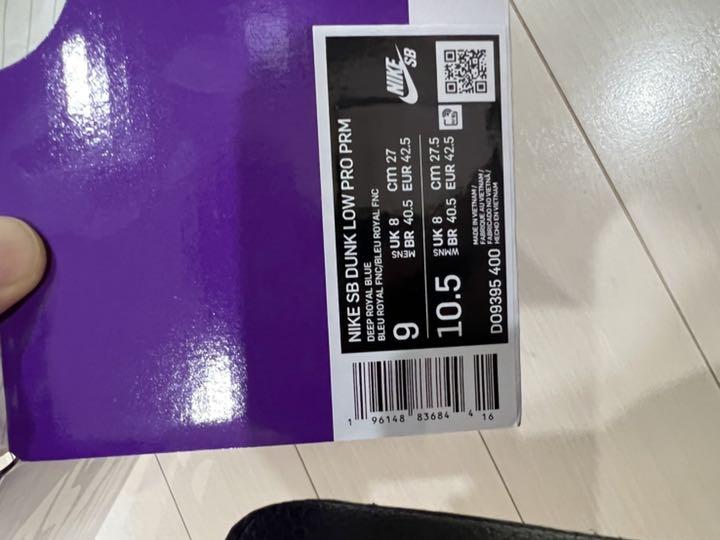 NIKE
SB
NIKE SB DUNK LOW PRO PRM
DEEP ROYAL BLUE
BLEU ROYAL FNC/BLEU ROYAL FNC
9
MENS
UK 8 cm 27
BR 40.5 EUR 42.5
10.5
WMNS
UK 8 cm 27.5
BR 40.5 EUR 42.5
MADE IN VIETNAM /
FABRIQUE AU VIETNAM /
FABRICADO NO VIETNÃ /
HECHO EN VIETNAM
DO9395 400
1 96148 83684 4 16